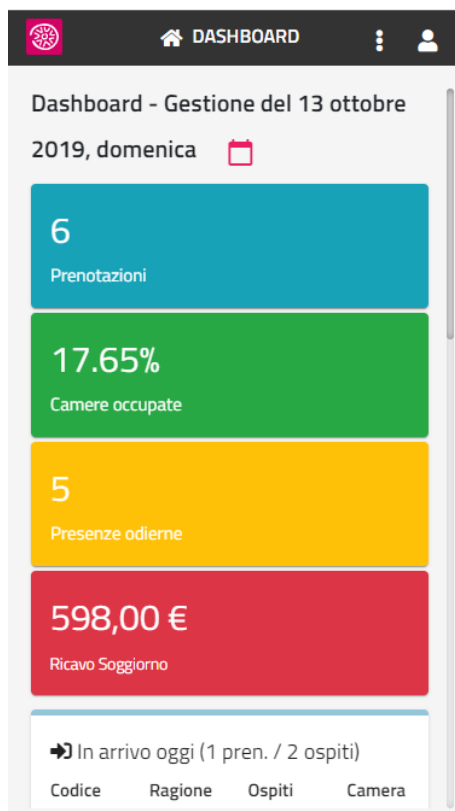 DASHBOARD
Dashboard - Gestione del 13 ottobre
2019, domenica
6
Prenotazioni
17.65%
Camere occupate
5
Presenze odierne
598,00 €
Ricavo Soggiorno
In arrivo oggi (1 pren. / 2 ospiti)
Codice Ragione Ospiti Camera